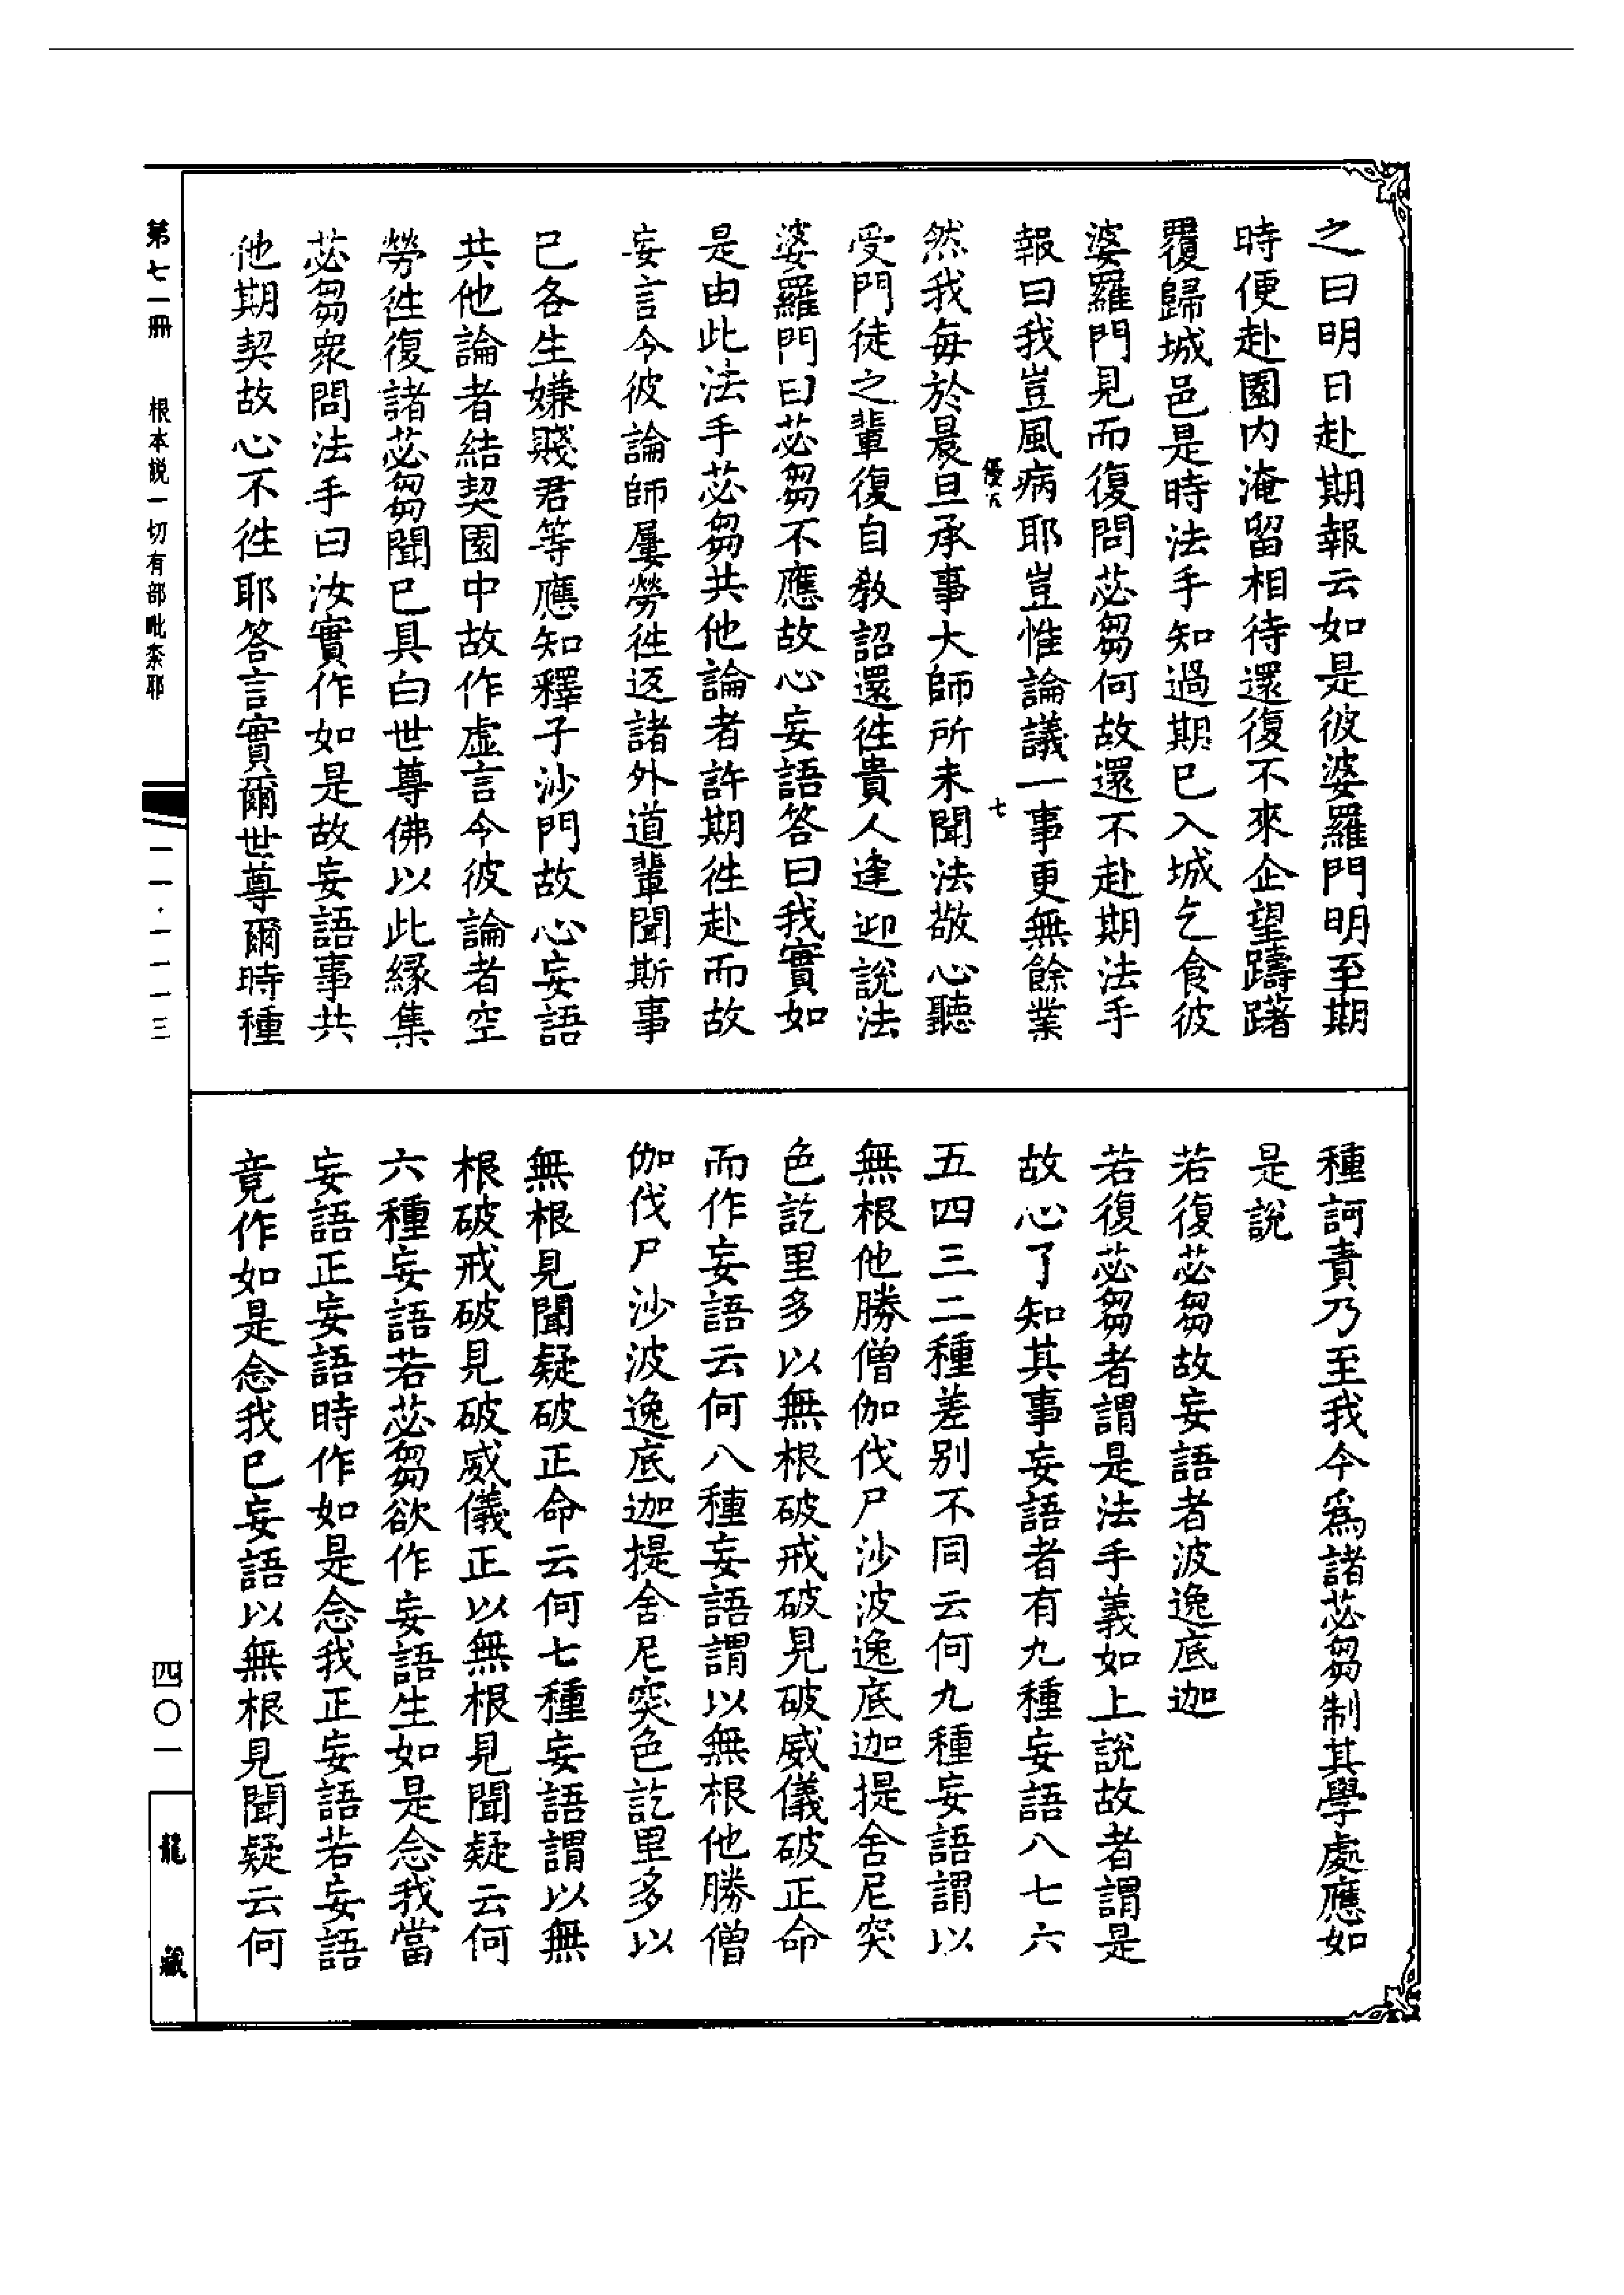 之曰明日赴期報云如是彼婆羅門明至期
時便赴園内淹留相待還復不來企望躊躇
覆歸城邑是時法手知過期已入城乞食彼
婆羅門見而復問苾芻何故還不赴期法手
報曰我豈風病耶豈惟論議一事更無餘業
七
然我毎於晨旦承事大師所未聞法敬心聽
受門徒之輩復自教詔還徃貴人逢迎説法
婆羅門曰苾芻不應故心妄語答曰我實如
是由此法手苾芻共他論者許期徃赴而故
妄言今彼論師屢勞徃返諸外道輩聞斯事
已各生嫌賤君等應知釋子沙門故心妄語
共他論者結契園中故作虚言令彼論者空
勞徃復諸苾芻聞已具白世尊佛以此縁集
苾芻衆問法手曰汝實作如是故妄語事共
他期契故心不徃耶答言實爾世尊爾時種
種訶責乃至我今爲諸苾芻制其學處應如
是説
若復苾芻故妄語者波逸底迦
若復苾芻者謂是法手義如上説故者謂是
故心了知其事妄語者有九種妄語八七六
五四三二種差别不同云何九種妄語謂以
無根他勝僧伽伐尸沙波逸底迦提舍尼突
色訖里多以無根破戒破見破威儀破正命
而作妄語云何八種妄語謂以無根他勝僧
伽伐尸沙波逸底迦提舍尼突色訖里多以
無根見聞疑破正命云何七種妄語謂以無
根破戒破見破威儀正以無根見聞疑云何
六種妄語若苾芻欲作妄語生如是念我當
妄語正妄語時作如是念我正妄語若妄語
竟作如是念我已妄語以無根見聞疑云何
第七一冊 根本説一切有部毗奈耶
一一·一一一三
四〇一
龍藏